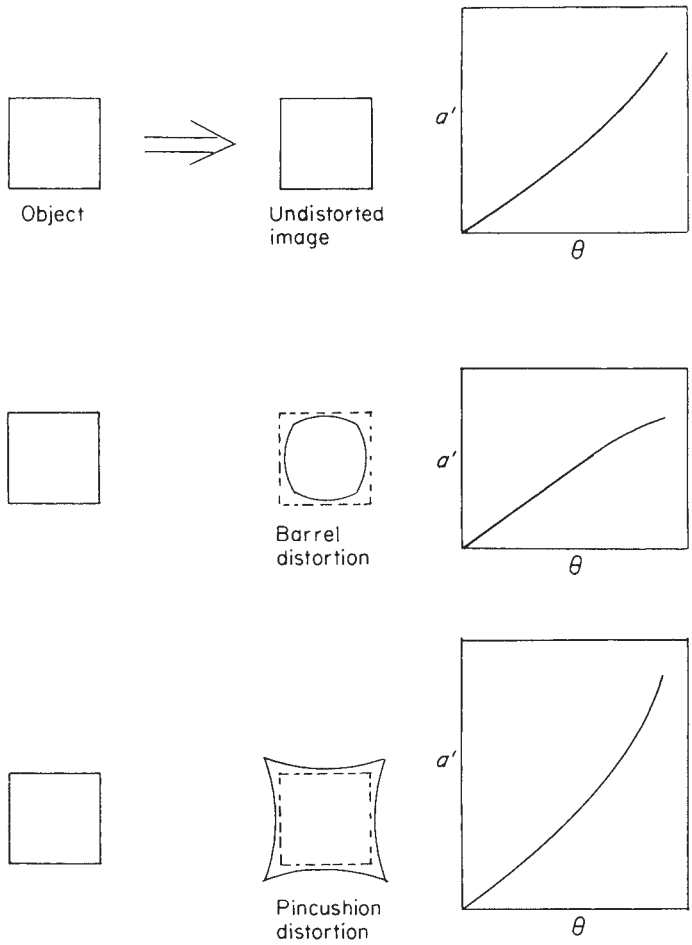 a′
Object
Undistorted
image
θ
a′
Barrel
distortion
θ
a′
Pincushion
distortion
θ